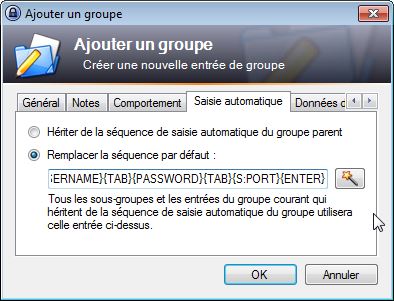 Ajouter un groupe
Ajouter un groupe
Créer une nouvelle entrée de groupe
Général Notes Comportement Saisie automatique Données d
Hériter de la séquence de saisie automatique du groupe parent
Remplacer la séquence par défaut :
ERNAME}{TAB}{PASSWORD}{TAB}{S:PORT}{ENTER}
Tous les sous-groupes et les entrées du groupe courant qui
héritent de la séquence de saisie automatique du groupe utilisera
celle entrée ci-dessus.
OK Annuler